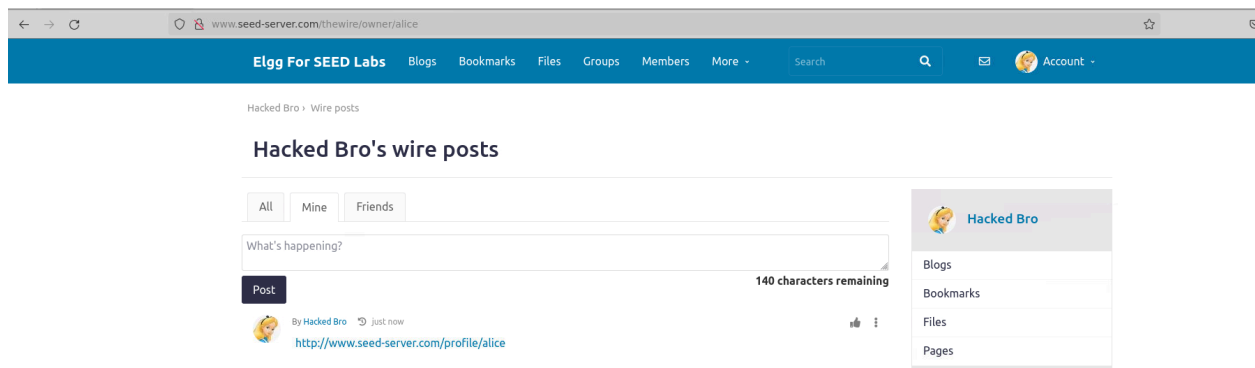 www.seed-server.com/thewire/owner/alice
Elgg For SEED Labs Blogs Bookmarks Files Groups Members More Search Account
Hacked Bro › Wire posts
Hacked Bro's wire posts
All Mine Friends
What's happening?
140 characters remaining
Post
By Hacked Bro just now
http://www.seed-server.com/profile/alice
Hacked Bro
Blogs
Bookmarks
Files
Pages